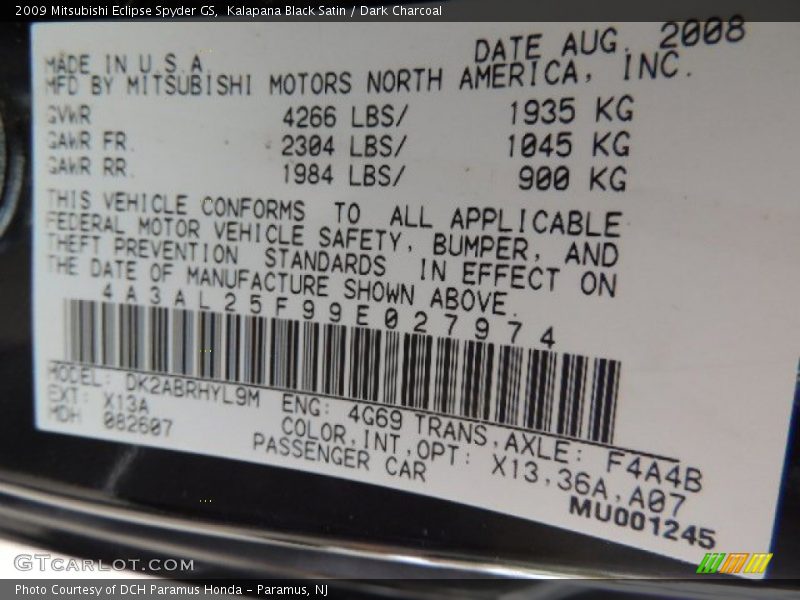 2009 Mitsubishi Eclipse Spyder GS, Kalapana Black Satin / Dark Charcoal
DATE AUG. 2008
MADE IN U.S.A.
MFD BY MITSUBISHI MOTORS NORTH AMERICA, INC.
GVWR 4266 LBS/ 1935 KG
GAWR FR. 2304 LBS/ 1045 KG
GAWR RR. 1984 LBS/ 900 KG
THIS VEHICLE CONFORMS TO ALL APPLICABLE
FEDERAL MOTOR VEHICLE SAFETY, BUMPER, AND
THEFT PREVENTION STANDARDS IN EFFECT ON
THE DATE OF MANUFACTURE SHOWN ABOVE.
4A3AL25F99E027974
MODEL: DK2ABRHYL9M ENG: 4G69 TRANS.AXLE: F4A4B
EXT: X13A COLOR,INT,OPT: X13,36A,A07
MDH 082607 PASSENGER CAR
MU001245
GTCARLOT.COM
Photo Courtesy of DCH Paramus Honda - Paramus, NJ